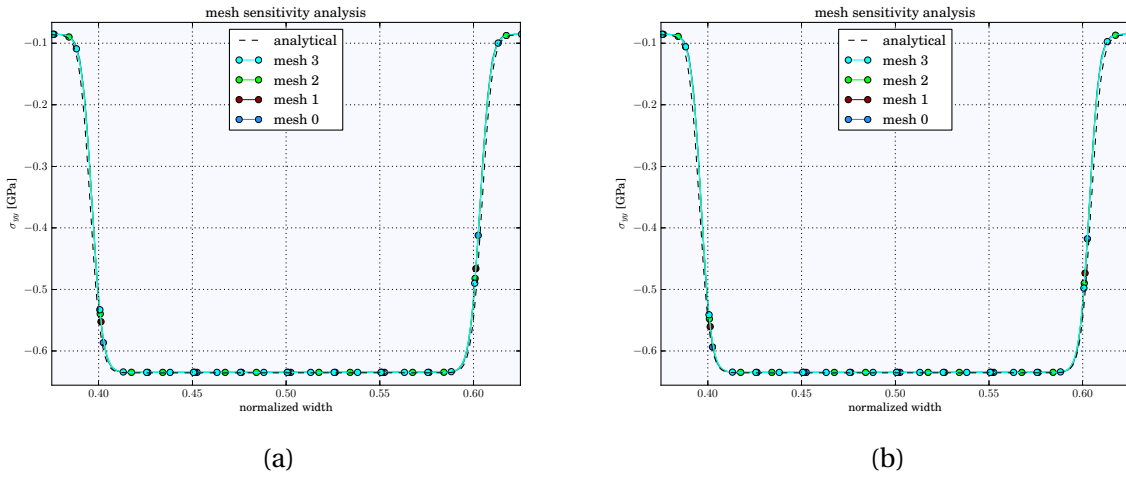 mesh sensitivity analysis
−0.1
−0.2
−0.3
−0.4
−0.5
−0.6
σyy [GPa]
analytical
mesh 3
mesh 2
mesh 1
mesh 0
0.40
0.45
0.50
0.55
0.60
normalized width
(a)
mesh sensitivity analysis
−0.1
−0.2
−0.3
−0.4
−0.5
−0.6
σyy [GPa]
analytical
mesh 3
mesh 2
mesh 1
mesh 0
0.40
0.45
0.50
0.55
0.60
normalized width
(b)